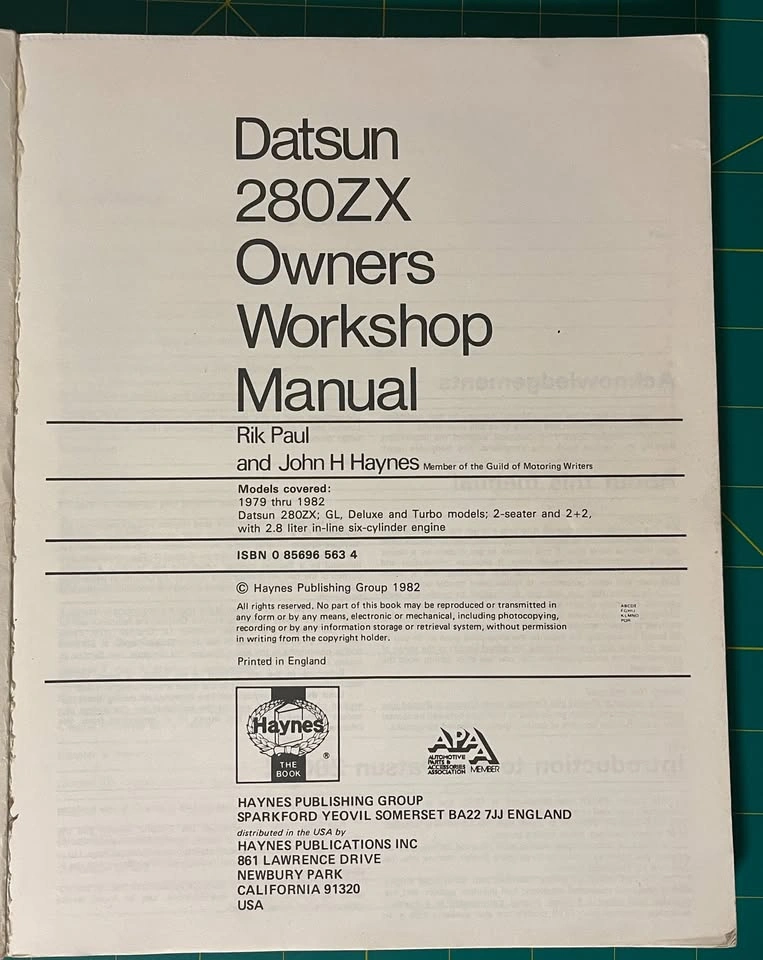 Datsun
280ZX
Owners
Workshop
Manual
Rik Paul
and John H Haynes Member of the Guild of Motoring Writers
Models covered:
1979 thru 1982
Datsun 280ZX; GL, Deluxe and Turbo models; 2-seater and 2+2,
with 2.8 liter in-line six-cylinder engine
ISBN 0 85696 563 4
© Haynes Publishing Group 1982
All rights reserved. No part of this book may be reproduced or transmitted in
any form or by any means, electronic or mechanical, including photocopying,
recording or by any information storage or retrieval system, without permission
in writing from the copyright holder.
ABCDE
FGHIJ
KLMNO
PQR
Printed in England
Haynes
®
THE
BOOK
APAA
AUTOMOTIVE
PARTS &
ACCESSORIES
ASSOCIATION MEMBER
HAYNES PUBLISHING GROUP
SPARKFORD YEOVIL SOMERSET BA22 7JJ ENGLAND
distributed in the USA by
HAYNES PUBLICATIONS INC
861 LAWRENCE DRIVE
NEWBURY PARK
CALIFORNIA 91320
USA